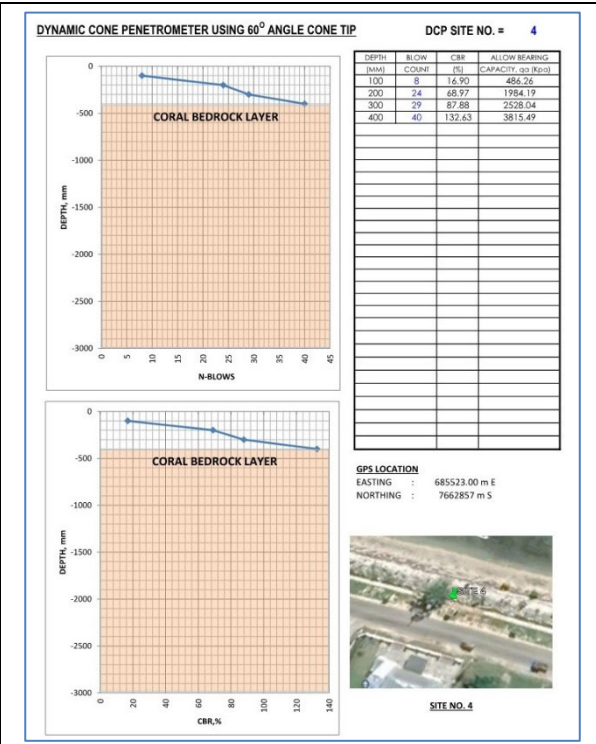 DYNAMIC CONE PENETROMETER USING 60° ANGLE CONE TIP
DCP SITE NO. = 4
0
-500
-1000
-1500
-2000
-2500
-3000
DEPTH, mm
CORAL BEDROCK LAYER
0 5 10 15 20 25 30 35 40 45
N-BLOWS
DEPTH BLOW CBR ALLOW BEARING
(MM) COUNT (%) CAPACITY, qa (Kpa)
100 8 16.90 486.26
200 24 68.97 1984.19
300 29 87.88 2528.04
400 40 132.63 3815.49
0
-500
-1000
-1500
-2000
-2500
-3000
DEPTH, mm
CORAL BEDROCK LAYER
0 20 40 60 80 100 120 140
CBR,%
GPS LOCATION
EASTING : 685523.00 m E
NORTHING : 7662857 m S
SITE NO. 4